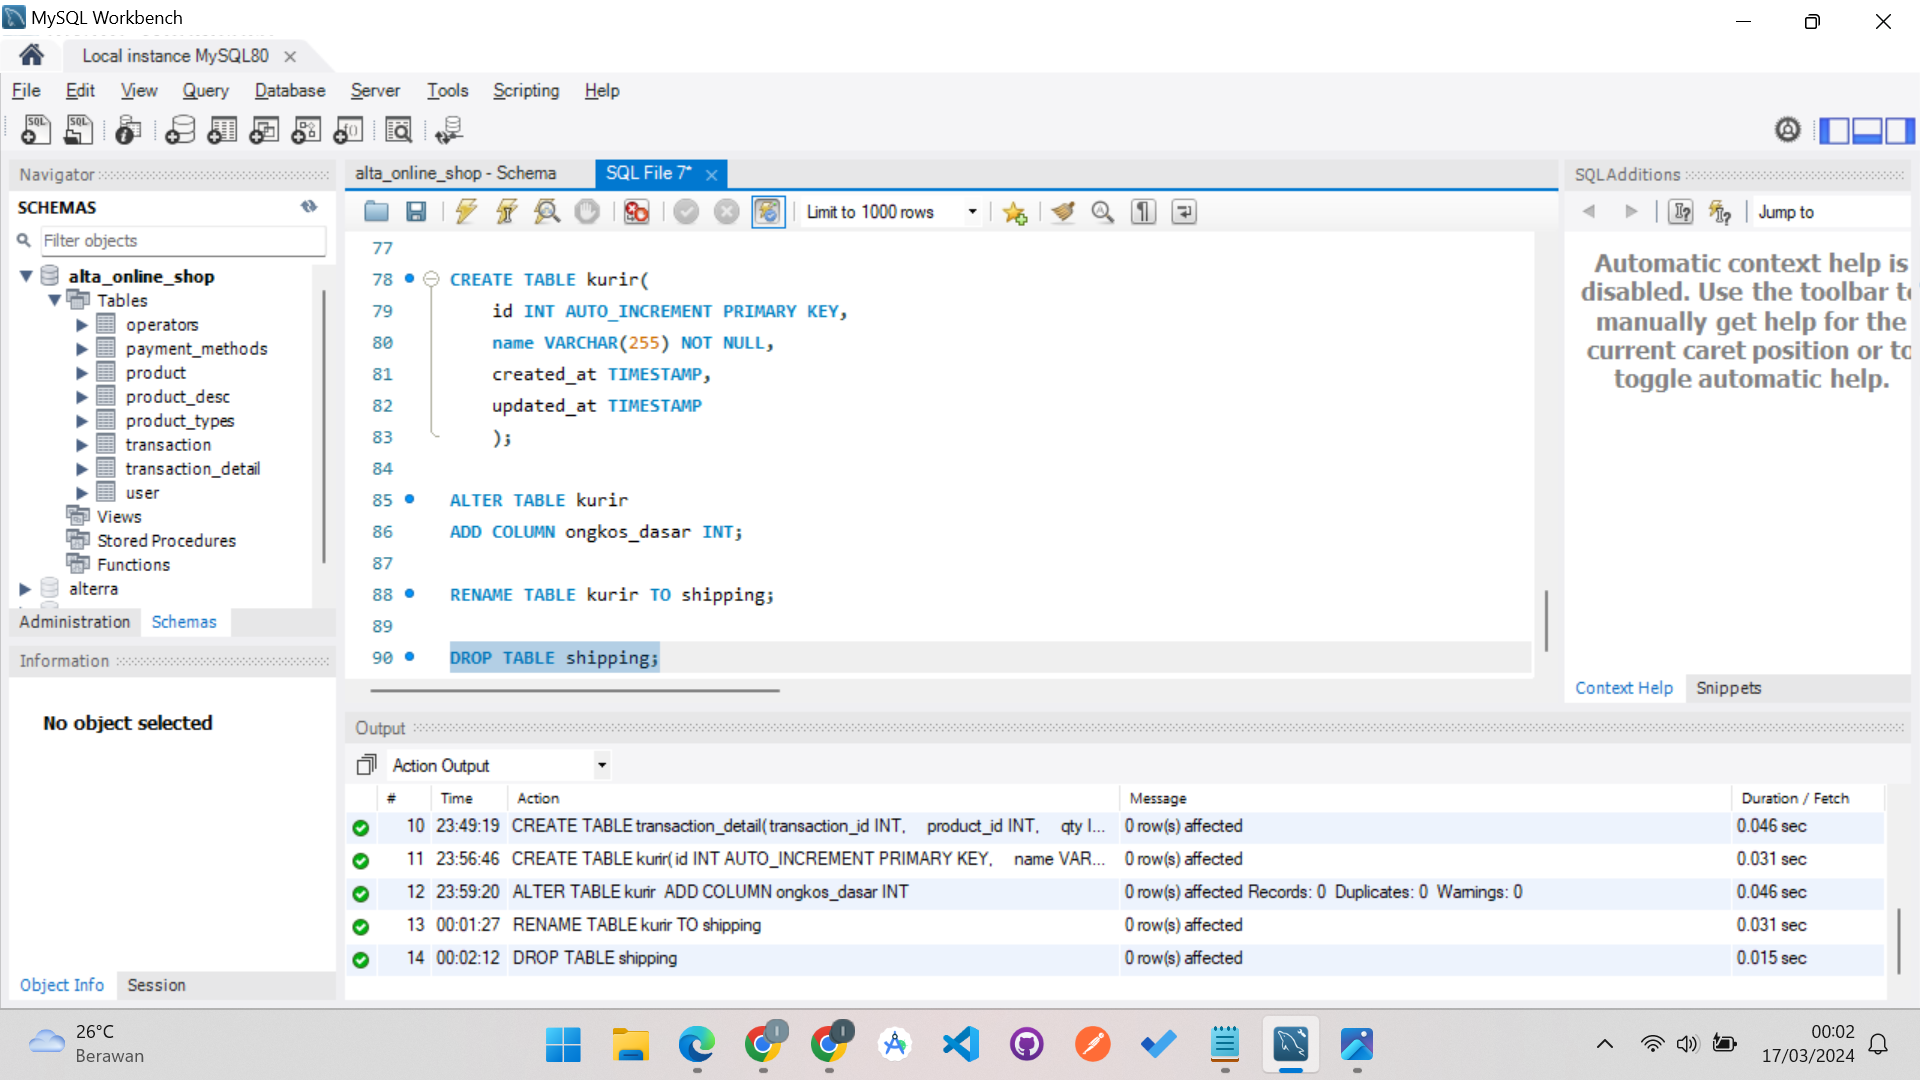 MySQL Workbench
Local instance MySQL80
File Edit View Query Database Server Tools Scripting Help
Navigator
SCHEMAS
Filter objects
alta_online_shop
Tables
operators
payment_methods
product
product_desc
product_types
transaction
transaction_detail
user
Views
Stored Procedures
Functions
alterra
Administration Schemas
Information
No object selected
Object Info Session
alta_online_shop - Schema SQL File 7*
Limit to 1000 rows
77
78 CREATE TABLE kurir(
79 id INT AUTO_INCREMENT PRIMARY KEY,
80 name VARCHAR(255) NOT NULL,
81 created_at TIMESTAMP,
82 updated_at TIMESTAMP
83 );
84
85 ALTER TABLE kurir
86 ADD COLUMN ongkos_dasar INT;
87
88 RENAME TABLE kurir TO shipping;
89
90 DROP TABLE shipping;
SQLAdditions
Jump to
Automatic context help is
disabled. Use the toolbar to
manually get help for the
current caret position or to
toggle automatic help.
Context Help Snippets
Output
Action Output
# Time Action Message Duration / Fetch
10 23:49:19 CREATE TABLE transaction_detail( transaction_id INT, product_id INT, qty I... 0 row(s) affected 0.046 sec
11 23:56:46 CREATE TABLE kurir( id INT AUTO_INCREMENT PRIMARY KEY, name VAR... 0 row(s) affected 0.031 sec
12 23:59:20 ALTER TABLE kurir ADD COLUMN ongkos_dasar INT 0 row(s) affected Records: 0 Duplicates: 0 Warnings: 0 0.046 sec
13 00:01:27 RENAME TABLE kurir TO shipping 0 row(s) affected 0.031 sec
14 00:02:12 DROP TABLE shipping 0 row(s) affected 0.015 sec
26°C
Berawan
00:02
17/03/2024